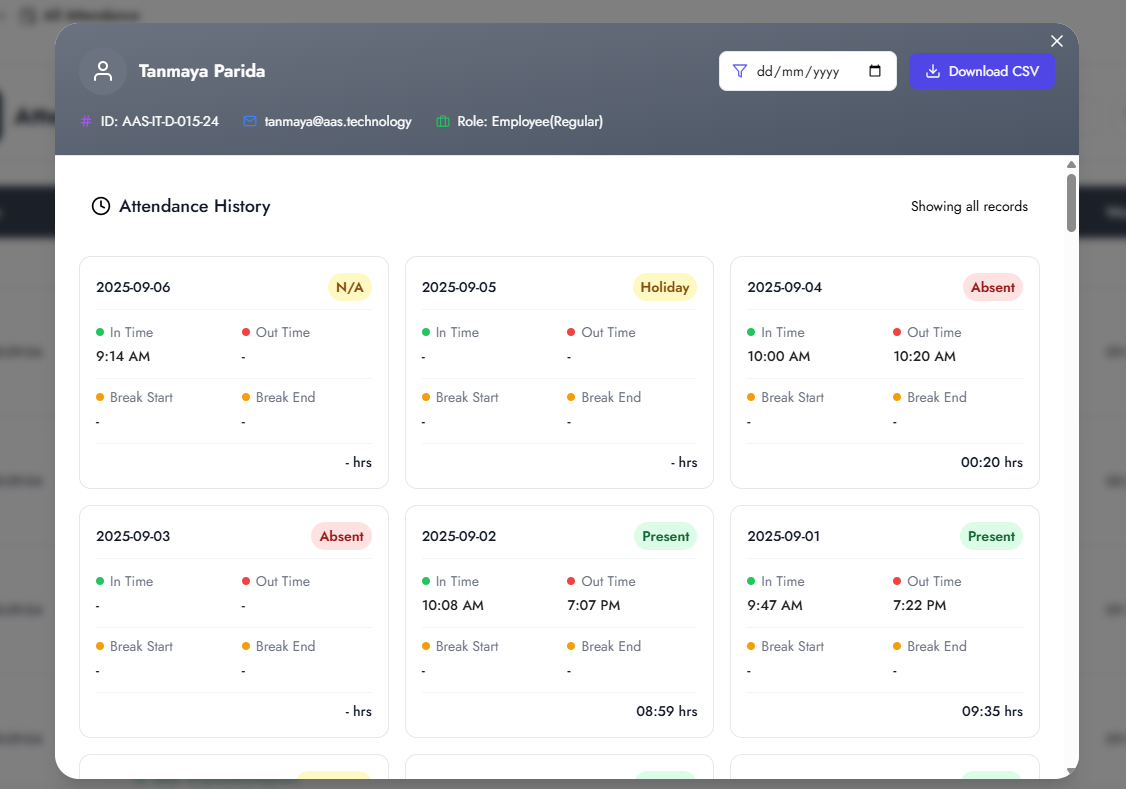 All Attendance
Tanmaya Parida
dd/mm/yyyy
Download CSV
# ID: AAS-IT-D-015-24
tanmaya@aas.technology
Role: Employee(Regular)
Attendance History
Showing all records
2025-09-06 N/A
In Time Out Time
9:14 AM -
Break Start Break End
- -
- hrs
2025-09-05 Holiday
In Time Out Time
- -
Break Start Break End
- -
- hrs
2025-09-04 Absent
In Time Out Time
10:00 AM 10:20 AM
Break Start Break End
- -
00:20 hrs
2025-09-03 Absent
In Time Out Time
- -
Break Start Break End
- -
- hrs
2025-09-02 Present
In Time Out Time
10:08 AM 7:07 PM
Break Start Break End
- -
08:59 hrs
2025-09-01 Present
In Time Out Time
9:47 AM 7:22 PM
Break Start Break End
- -
09:35 hrs